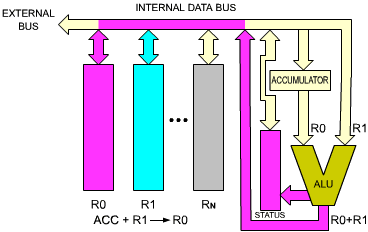 INTERNAL DATA BUS
EXTERNAL
BUS
ACCUMULATOR
R0 R1
ALU
R0 R1 RN
STATUS
R0+R1
ACC + R1 → R0